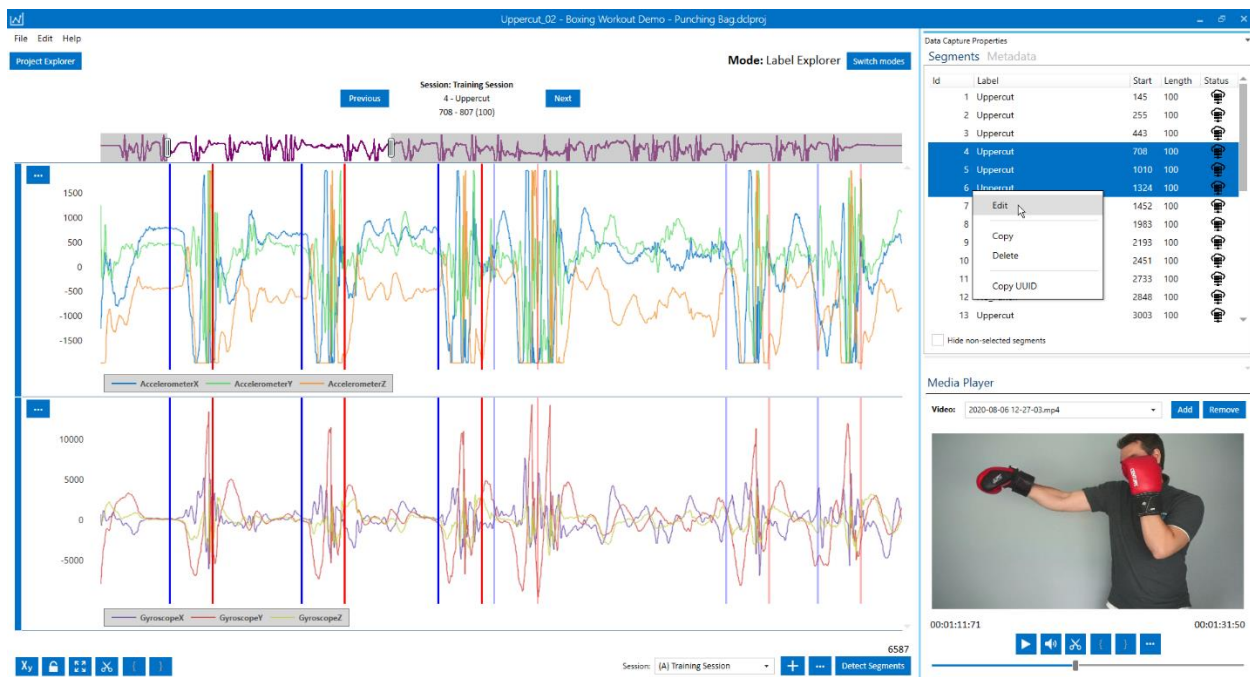 Uppercut_02 - Boxing Workout Demo - Punching Bag.dclproj
File Edit Help
Project Explorer
Mode: Label Explorer
Switch modes
Session: Training Session
Previous
4 - Uppercut
Next
708 - 807 (100)
1500
1000
500
0
-500
-1000
-1500
AccelerometerX AccelerometerY AccelerometerZ
10000
5000
0
-5000
GyroscopeX GyroscopeY GyroscopeZ
6587
Session: (A) Training Session
Detect Segments
Data Capture Properties
Segments Metadata
Id Label Start Length Status
1 Uppercut 145 100
2 Uppercut 255 100
3 Uppercut 443 100
4 Uppercut 708 100
5 Uppercut 1010 100
6 Uppercut 1324 100
7 1452 100
8 1983 100
9 2193 100
10 2451 100
11 2733 100
12 2848 100
13 Uppercut 3003 100
Edit
Copy
Delete
Copy UUID
Hide non-selected segments
Media Player
Video: 2020-08-06 12-27-03.mp4
Add
Remove
00:01:11:71
00:01:31:50